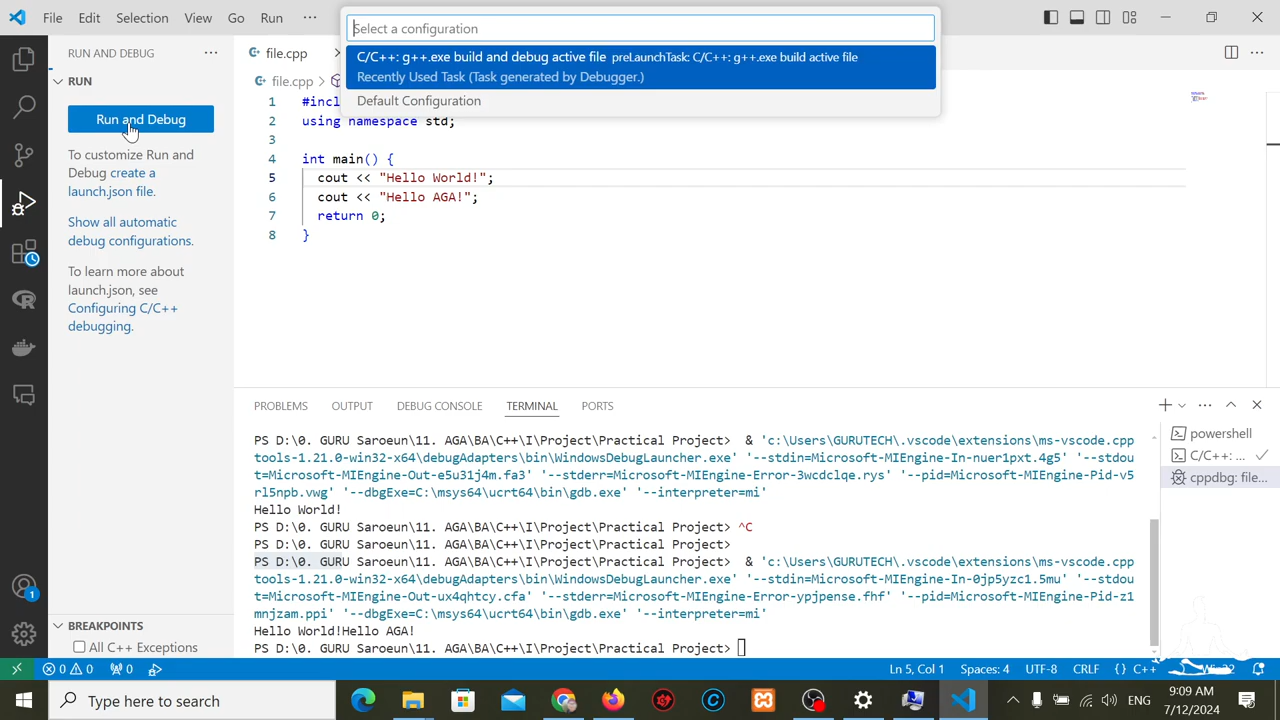 File Edit Selection View Go Run ···
Select a configuration
C/C++: g++.exe build and debug active file preLaunchTask: C/C++: g++.exe build active file
Recently Used Task (Task generated by Debugger.)
Default Configuration
RUN AND DEBUG ···
RUN
Run and Debug
To customize Run and
Debug create a
launch.json file.
Show all automatic
debug configurations.
To learn more about
launch.json, see
Configuring C/C++
debugging.
BREAKPOINTS
All C++ Exceptions
file.cpp
file.cpp >
1 #incl
2 using namespace std;
3
4 int main() {
5 cout << "Hello World!";
6 cout << "Hello AGA!";
7 return 0;
8 }
PROBLEMS OUTPUT DEBUG CONSOLE TERMINAL PORTS
PS D:\0. GURU Saroeun\11. AGA\BA\C++\I\Project\Practical Project> & 'c:\Users\GURUTECH\.vscode\extensions\ms-vscode.cpp
tools-1.21.0-win32-x64\debugAdapters\bin\WindowsDebugLauncher.exe' '--stdin=Microsoft-MIEngine-In-nuer1pxt.4g5' '--stdou
t=Microsoft-MIEngine-Out-e5u31j4m.fa3' '--stderr=Microsoft-MIEngine-Error-3wcdclqe.rys' '--pid=Microsoft-MIEngine-Pid-v5
rl5npb.vwg' '--dbgExe=C:\msys64\ucrt64\bin\gdb.exe' '--interpreter=mi'
Hello World!
PS D:\0. GURU Saroeun\11. AGA\BA\C++\I\Project\Practical Project> ^C
PS D:\0. GURU Saroeun\11. AGA\BA\C++\I\Project\Practical Project>
PS D:\0. GURU Saroeun\11. AGA\BA\C++\I\Project\Practical Project> & 'c:\Users\GURUTECH\.vscode\extensions\ms-vscode.cpp
tools-1.21.0-win32-x64\debugAdapters\bin\WindowsDebugLauncher.exe' '--stdin=Microsoft-MIEngine-In-0jp5yzc1.5mu' '--stdou
t=Microsoft-MIEngine-Out-ux4qhtcy.cfa' '--stderr=Microsoft-MIEngine-Error-ypjpense.fhf' '--pid=Microsoft-MIEngine-Pid-z1
mnjzam.ppi' '--dbgExe=C:\msys64\ucrt64\bin\gdb.exe' '--interpreter=mi'
Hello World!Hello AGA!
PS D:\0. GURU Saroeun\11. AGA\BA\C++\I\Project\Practical Project>
powershell
C/C++: ...
cppdbg: file...
1
0 0 0 Ln 5, Col 1 Spaces: 4 UTF-8 CRLF {} C++
Type here to search
ENG
9:09 AM
7/12/2024